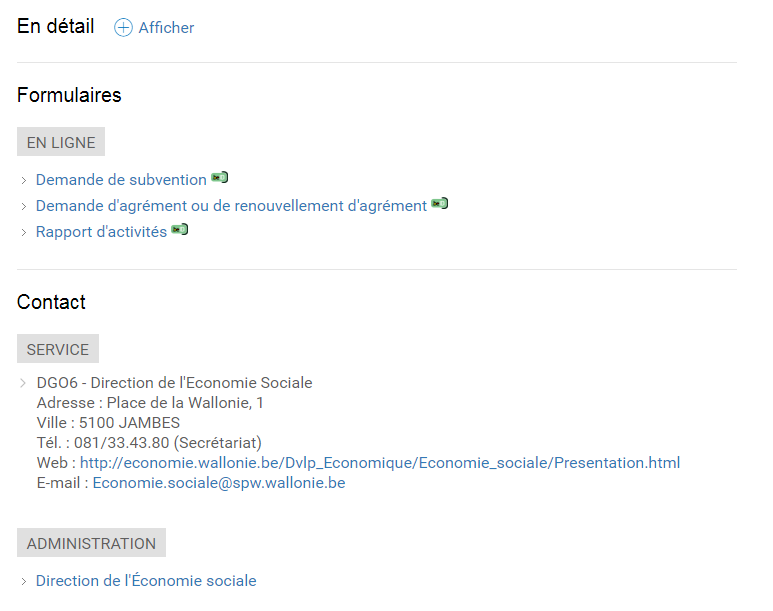 En détail Afficher
Formulaires
EN LIGNE
Demande de subvention
Demande d'agrément ou de renouvellement d'agrément
Rapport d'activités
Contact
SERVICE
DGO6 - Direction de l'Economie Sociale
Adresse : Place de la Wallonie, 1
Ville : 5100 JAMBES
Tél. : 081/33.43.80 (Secrétariat)
Web : http://economie.wallonie.be/Dvlp_Economique/Economie_sociale/Presentation.html
E-mail : Economie.sociale@spw.wallonie.be
ADMINISTRATION
Direction de l'Économie sociale